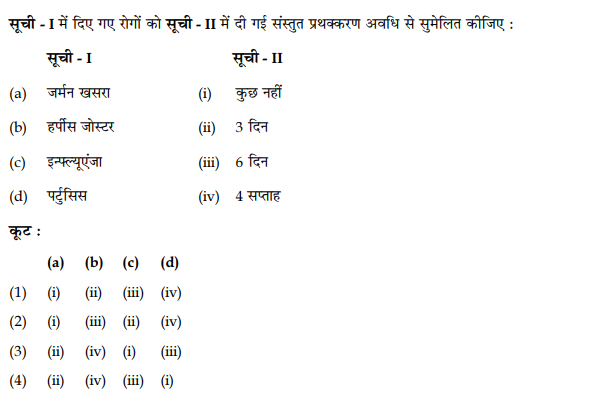 सूची - I में दिए गए रोगों को सूची - II में दी गई संस्तुत प्रथक्करण अवधि से सुमेलित कीजिए :
सूची - I सूची - II
(a) जर्मन खसरा (i) कुछ नहीं
(b) हर्पीस जोस्टर (ii) 3 दिन
(c) इन्फ्ल्यूएंजा (iii) 6 दिन
(d) पर्टुसिस (iv) 4 सप्ताह
कूट :
(a) (b) (c) (d)
(1) (i) (ii) (iii) (iv)
(2) (i) (iii) (ii) (iv)
(3) (ii) (iv) (i) (iii)
(4) (ii) (iv) (iii) (i)